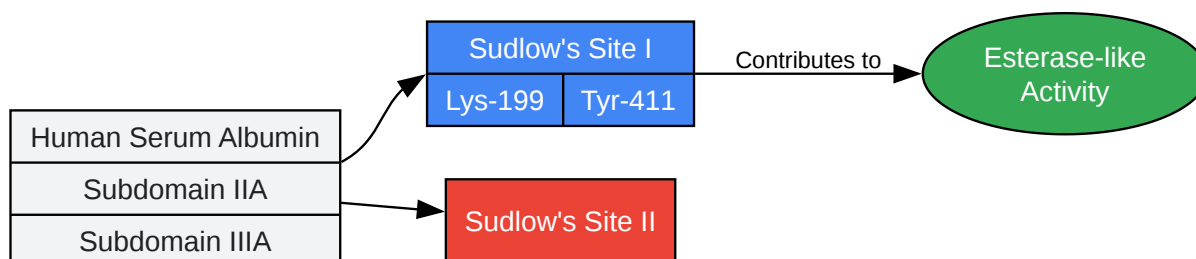 Human Serum Albumin
Subdomain IIA
Subdomain IIIA
Sudlow's Site I
Lys-199
Tyr-411
Sudlow's Site II
Contributes to
Esterase-like
Activity